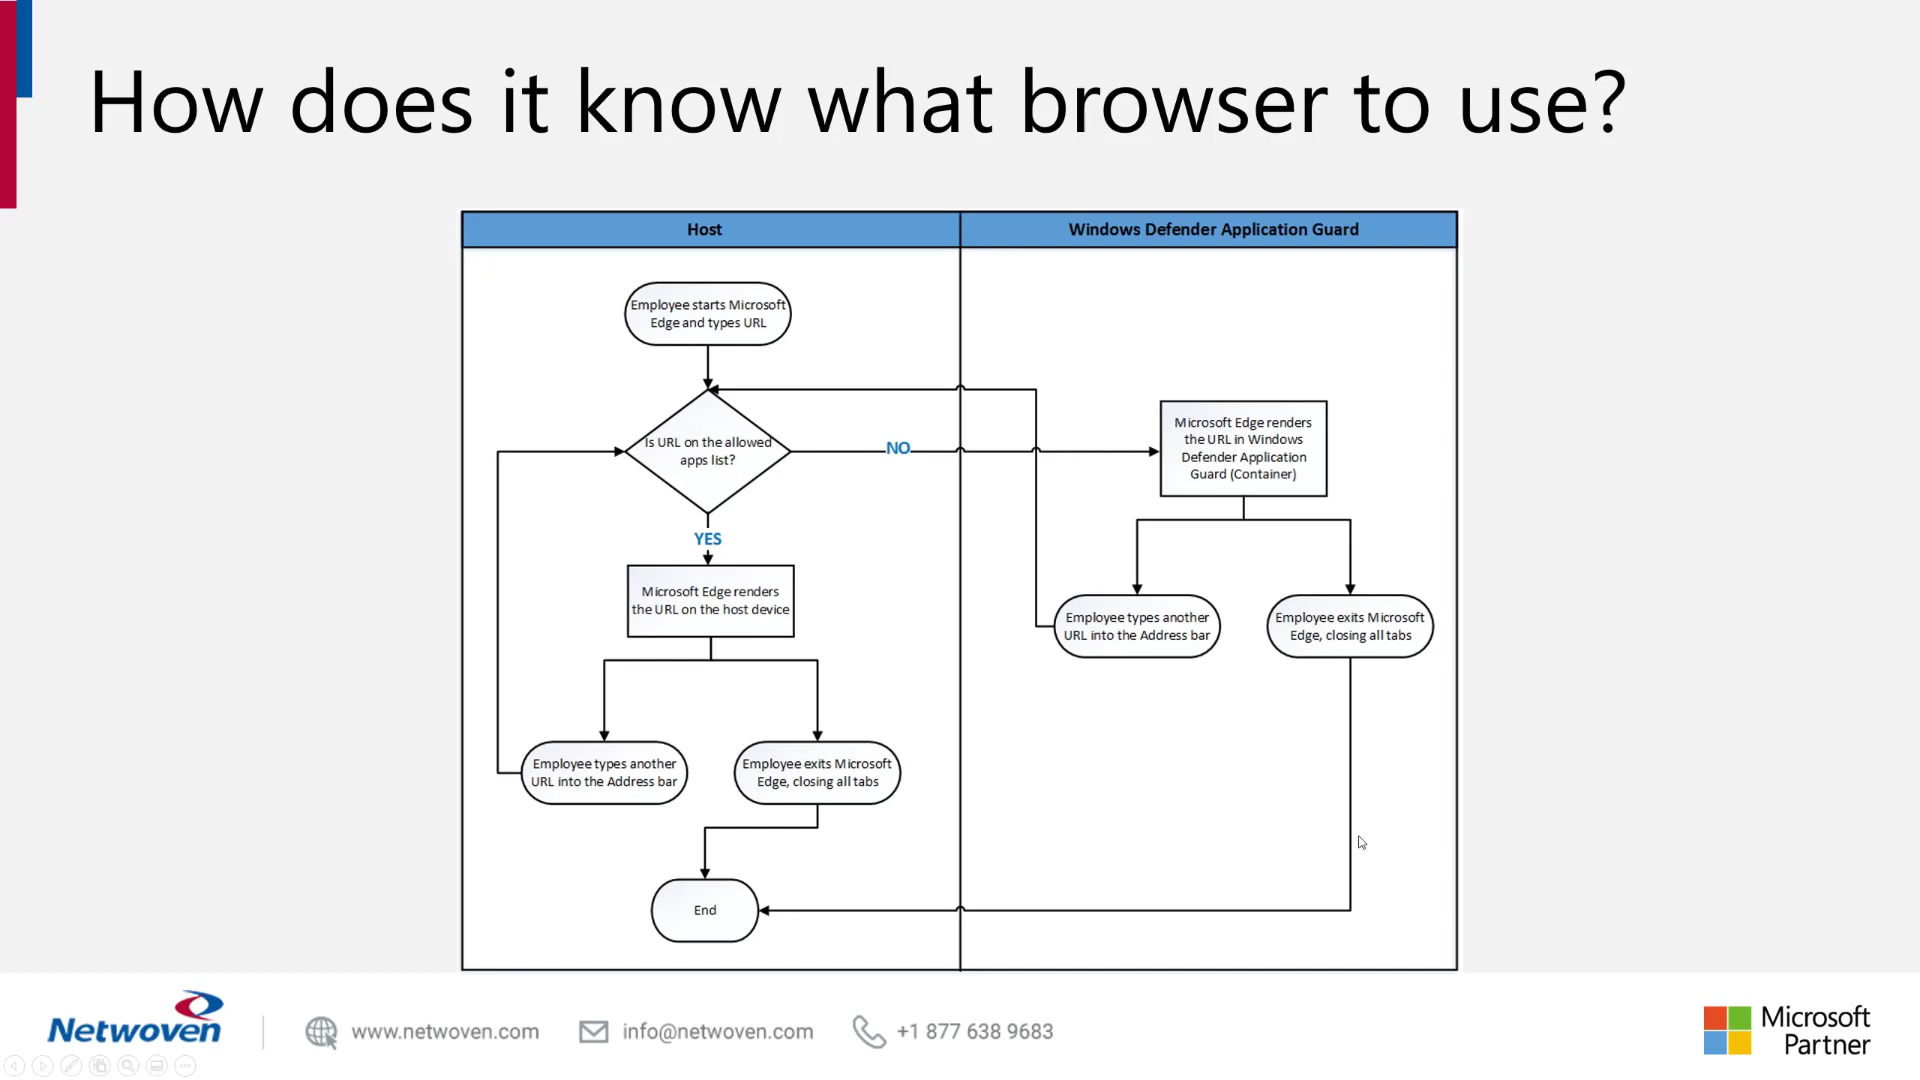 How does it know what browser to use?
Host
Windows Defender Application Guard
Employee starts Microsoft
Edge and types URL
Is URL on the allowed
apps list?
NO
Microsoft Edge renders
the URL in Windows
Defender Application
Guard (Container)
YES
Microsoft Edge renders
the URL on the host device
Employee types another
URL into the Address bar
Employee exits Microsoft
Edge, closing all tabs
Employee types another
URL into the Address bar
Employee exits Microsoft
Edge, closing all tabs
End
Netwoven
www.netwoven.com
info@netwoven.com
+1 877 638 9683
Microsoft
Partner